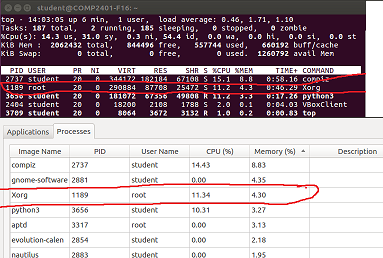 student@COMP2401-F16: ~
top - 14:03:05 up 6 min, 1 user, load average: 0.46, 1.71, 1.10
Tasks: 187 total, 2 running, 185 sleeping, 0 stopped, 0 zombie
%Cpu(s): 14.3 us, 31.0 sy, 0.3 ni, 54.4 id, 0.0 wa, 0.0 hi, 0.0 si, 0.0 st
KiB Mem : 2062432 total, 844496 free, 557744 used, 660192 buff/cache
KiB Swap: 0 total, 0 free, 0 used. 1260792 avail Mem
PID USER PR NI VIRT RES SHR S %CPU %MEM TIME+ COMMAND
2737 student 20 0 344172 182184 67108 S 15.1 8.8 0:58.16 compiz
1189 root 20 0 290884 87708 25472 S 11.2 4.3 0:46.29 Xorg
3656 student 20 0 181072 67356 49808 R 11.2 3.3 0:17.26 python3
2404 student 20 0 18200 2108 1788 S 2.0 0.1 0:04.03 VBoxClient
3709 student 20 0 8064 3672 3132 R 1.0 0.2 0:00.83 top
Applications Processes
Image Name PID User Name CPU (%) Memory (%) Description
compiz 2737 student 14.43 8.83
gnome-software 2881 student 0.00 4.35
Xorg 1189 root 11.34 4.30
python3 3656 student 10.31 3.27
aptd 3317 root 0.00 3.13
evolution-calen 2854 student 0.00 2.18
nautilus 2883 student 0.00 1.95